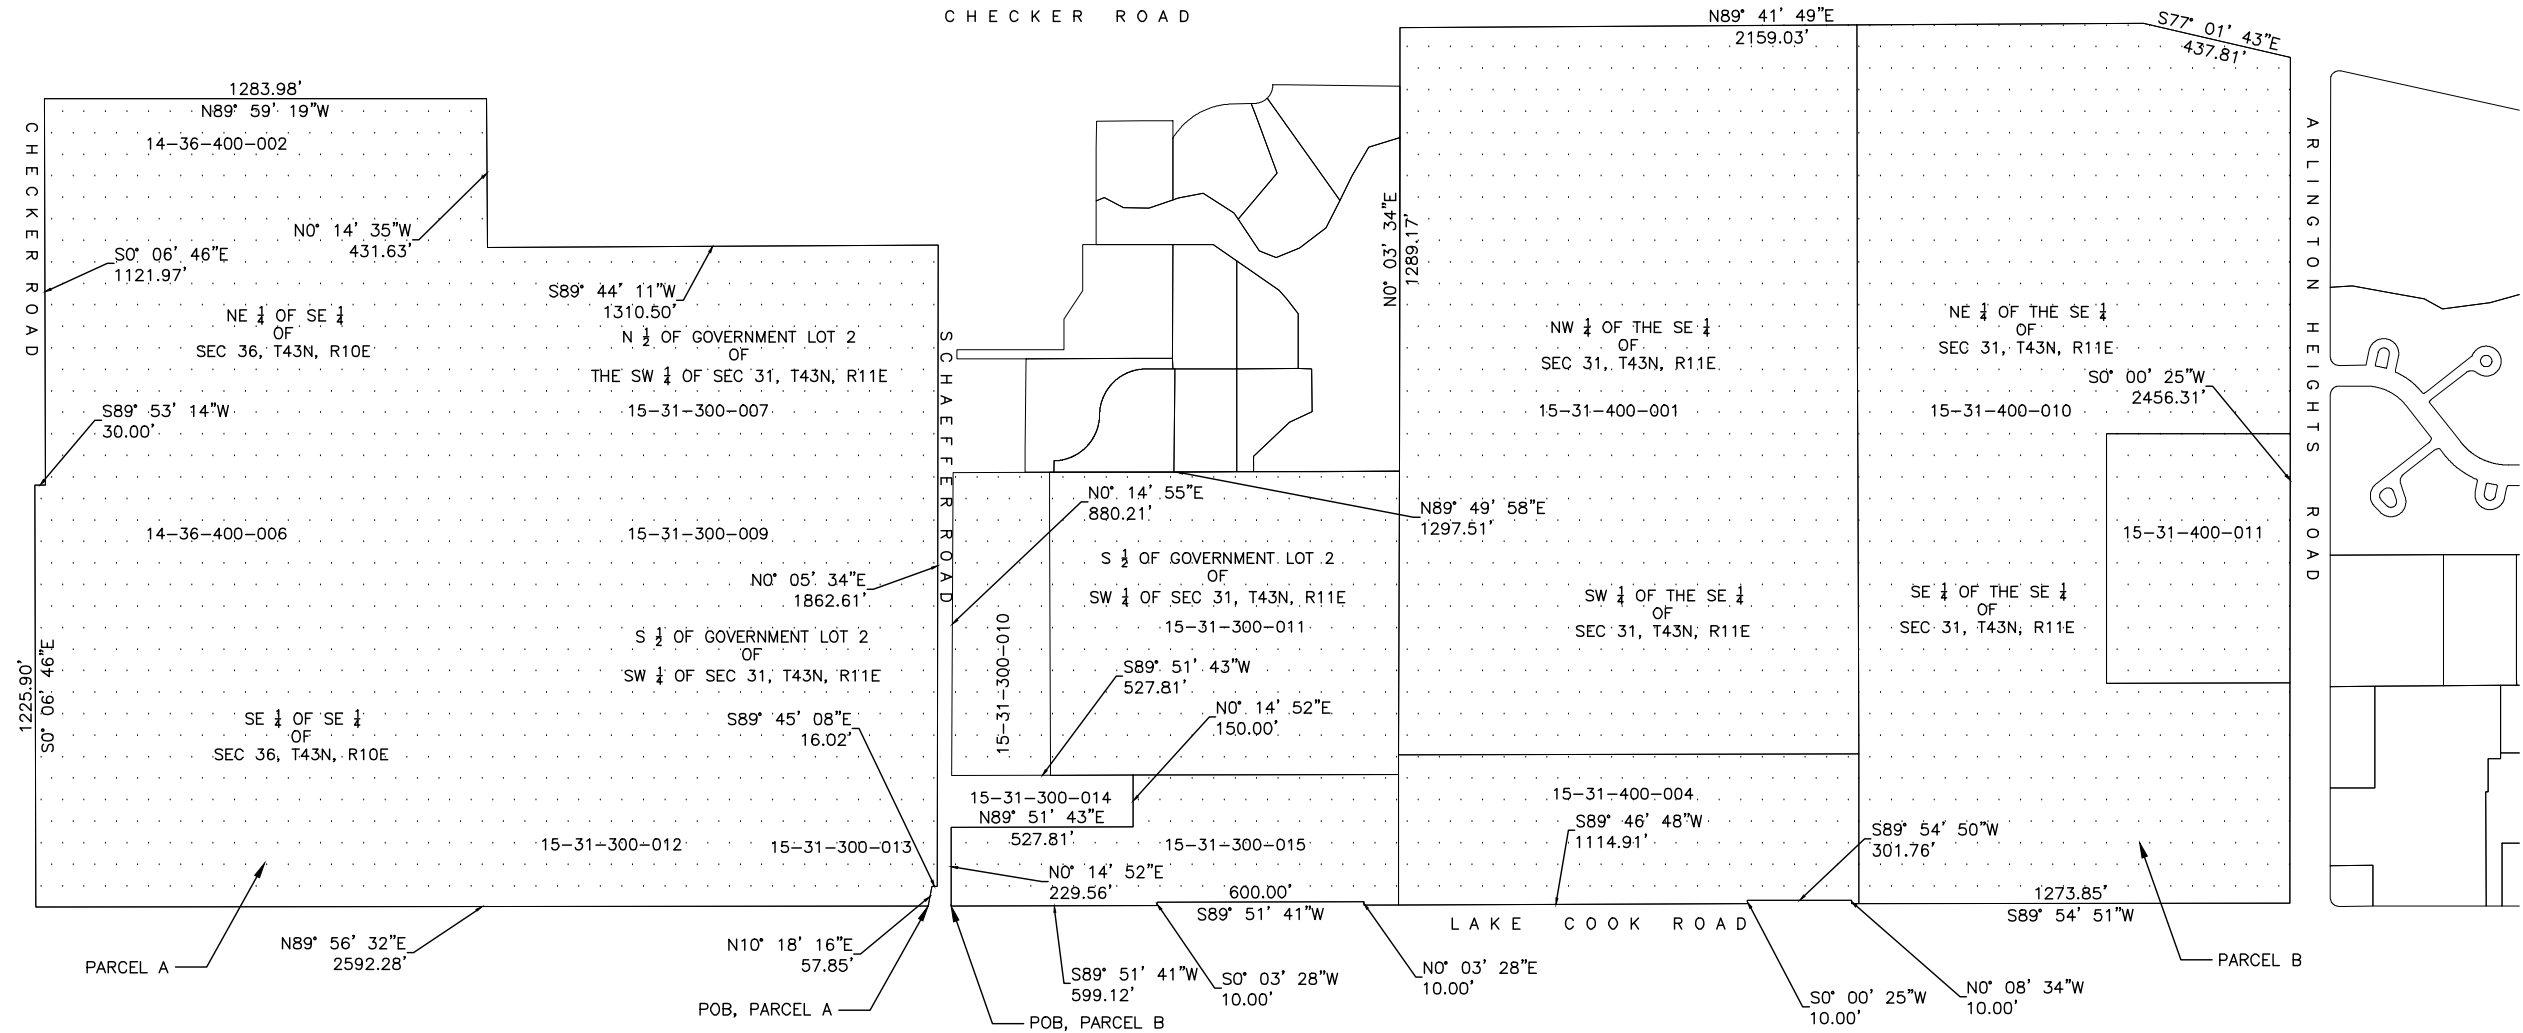 CHECKER ROAD
N89° 41' 49"E
2159.03'
S77° 01' 43"E
437.81'
1283.98'
N89° 59' 19"W
14-36-400-002
CHECKER ROAD
N0° 14' 35"W
431.63'
S0° 06' 46"E
1121.97'
S89° 44' 11"W
1310.50'
NE 1/4 OF SE 1/4
OF
SEC 36, T43N, R10E
N 1/2 OF GOVERNMENT LOT 2
OF
THE SW 1/4 OF SEC 31, T43N, R11E
15-31-300-007
S89° 53' 14"W
30.00'
14-36-400-006
15-31-300-009
N0° 05' 34"E
1862.61'
S 1/2 OF GOVERNMENT LOT 2
OF
SW 1/4 OF SEC 31, T43N, R11E
1225.90'
S0° 06' 46"E
SE 1/4 OF SE 1/4
OF
SEC 36, T43N, R10E
S89° 45' 08"E
16.02'
15-31-300-012
15-31-300-013
N89° 56' 32"E
2592.28'
PARCEL A
N10° 18' 16"E
57.85'
POB, PARCEL A
SCHAEFFER ROAD
N0° 03' 34"E
1289.17'
N0° 14' 55"E
880.21'
N89° 49' 58"E
1297.51'
S 1/2 OF GOVERNMENT LOT 2
OF
SW 1/4 OF SEC 31, T43N, R11E
15-31-300-010
15-31-300-011
S89° 51' 43"W
527.81'
N0° 14' 52"E
150.00'
15-31-300-014
N89° 51' 43"E
527.81'
15-31-300-015
N0° 14' 52"E
229.56'
600.00'
S89° 51' 41"W
S89° 51' 41"W
599.12'
S0° 03' 28"W
10.00'
N0° 03' 28"E
10.00'
POB, PARCEL B
NW 1/4 OF THE SE 1/4
OF
SEC 31, T43N, R11E
15-31-400-001
NE 1/4 OF THE SE 1/4
OF
SEC 31, T43N, R11E
15-31-400-010
S0° 00' 25"W
2456.31'
15-31-400-011
SW 1/4 OF THE SE 1/4
OF
SEC 31, T43N, R11E
SE 1/4 OF THE SE 1/4
OF
SEC 31, T43N, R11E
15-31-400-004
S89° 46' 48"W
1114.91'
S89° 54' 50"W
301.76'
1273.85'
S89° 54' 51"W
LAKE COOK ROAD
PARCEL B
S0° 00' 25"W
10.00'
N0° 08' 34"W
10.00'
ARLINGTON HEIGHTS ROAD